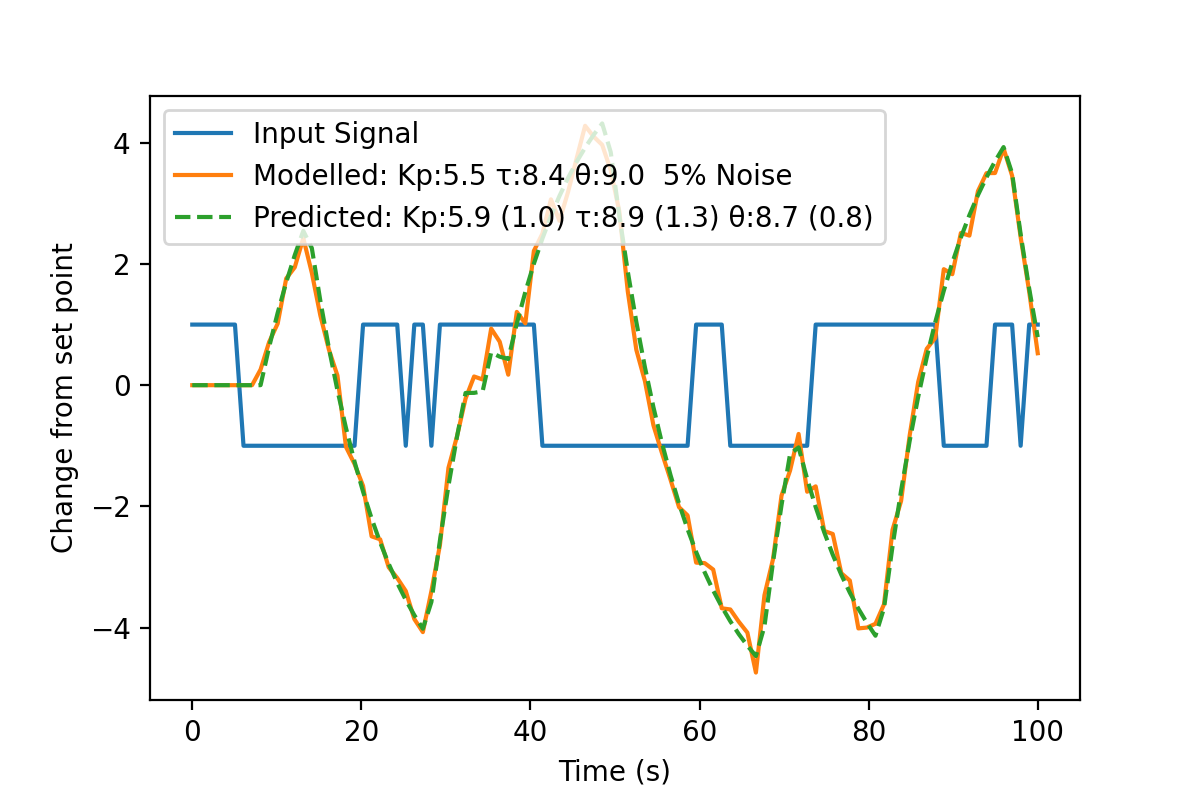 Input Signal
Modelled: Kp:5.5 τ:8.4 θ:9.0  5% Noise
Predicted: Kp:5.9 (1.0) τ:8.9 (1.3) θ:8.7 (0.8)
Change from set point
4
2
0
−2
−4
0
20
40
60
80
100
Time (s)